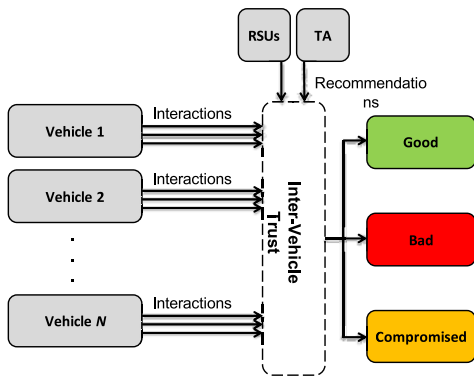 RSUs
TA
Recommendatio
ns
Interactions
Vehicle 1
Interactions
Vehicle 2
.
.
.
Interactions
Vehicle N
Inter-Vehicle
Trust
Good
Bad
Compromised